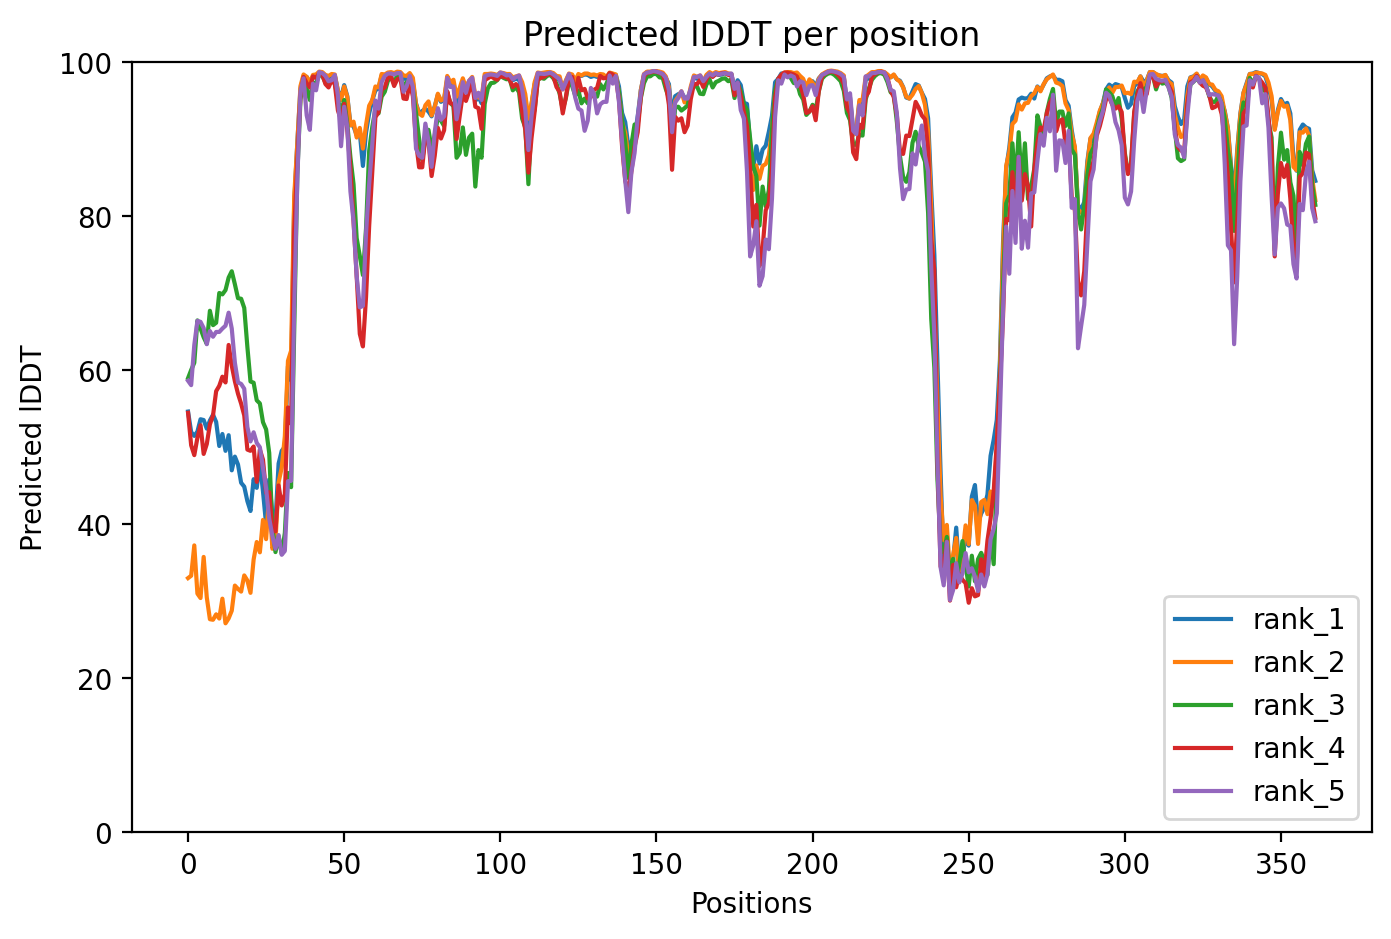 Predicted lDDT per position
Predicted lDDT
100
80
60
40
20
0
0 50 100 150 200 250 300 350
Positions
rank_1
rank_2
rank_3
rank_4
rank_5